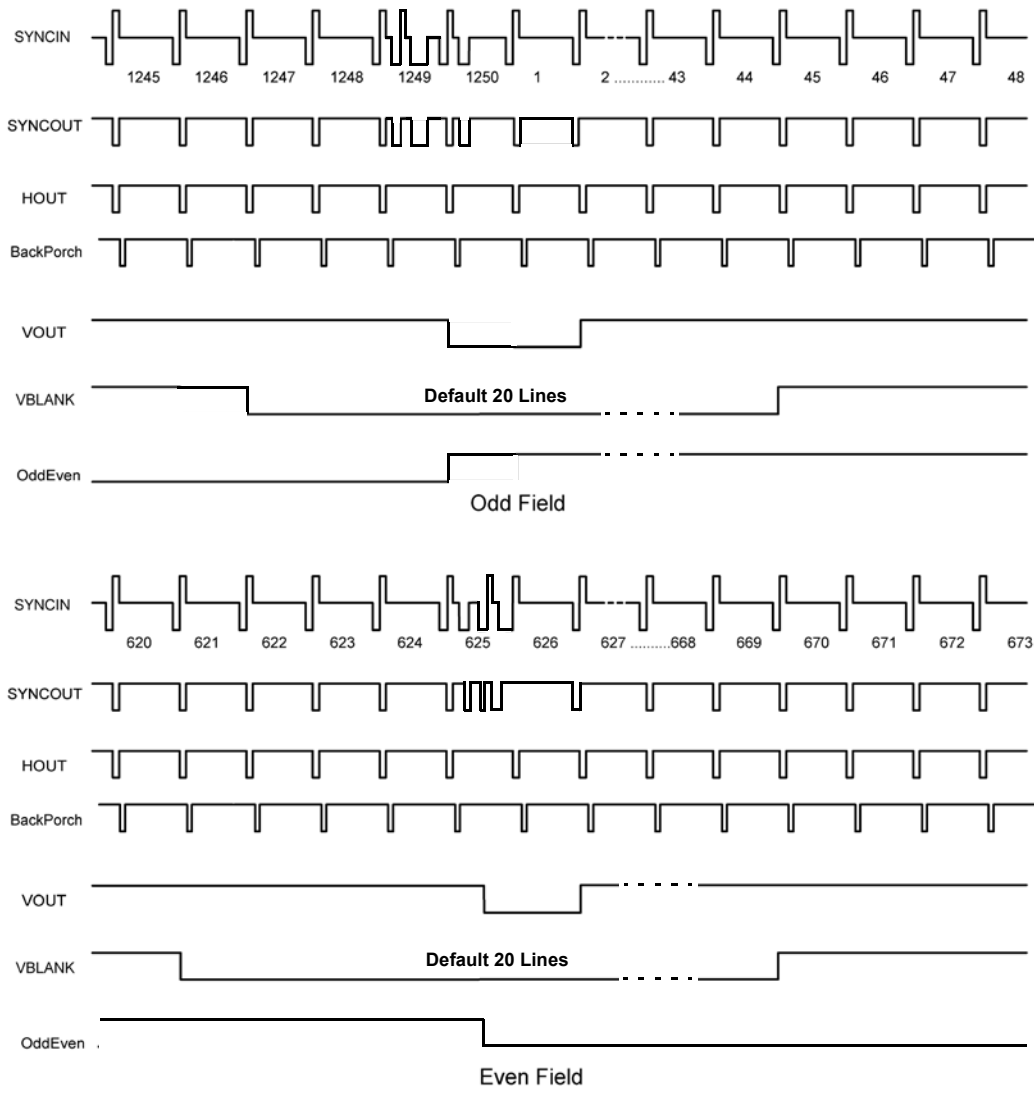 SYNCIN
1245 1246 1247 1248 1249 1250 1 2 ............. 43 44 45 46 47 48
SYNCOUT
HOUT
BackPorch
VOUT
VBLANK Default 20 Lines
OddEven
Odd Field
SYNCIN
620 621 622 623 624 625 626 627 ..........668 669 670 671 672 673
SYNCOUT
HOUT
BackPorch
VOUT
VBLANK Default 20 Lines
OddEven .
Even Field